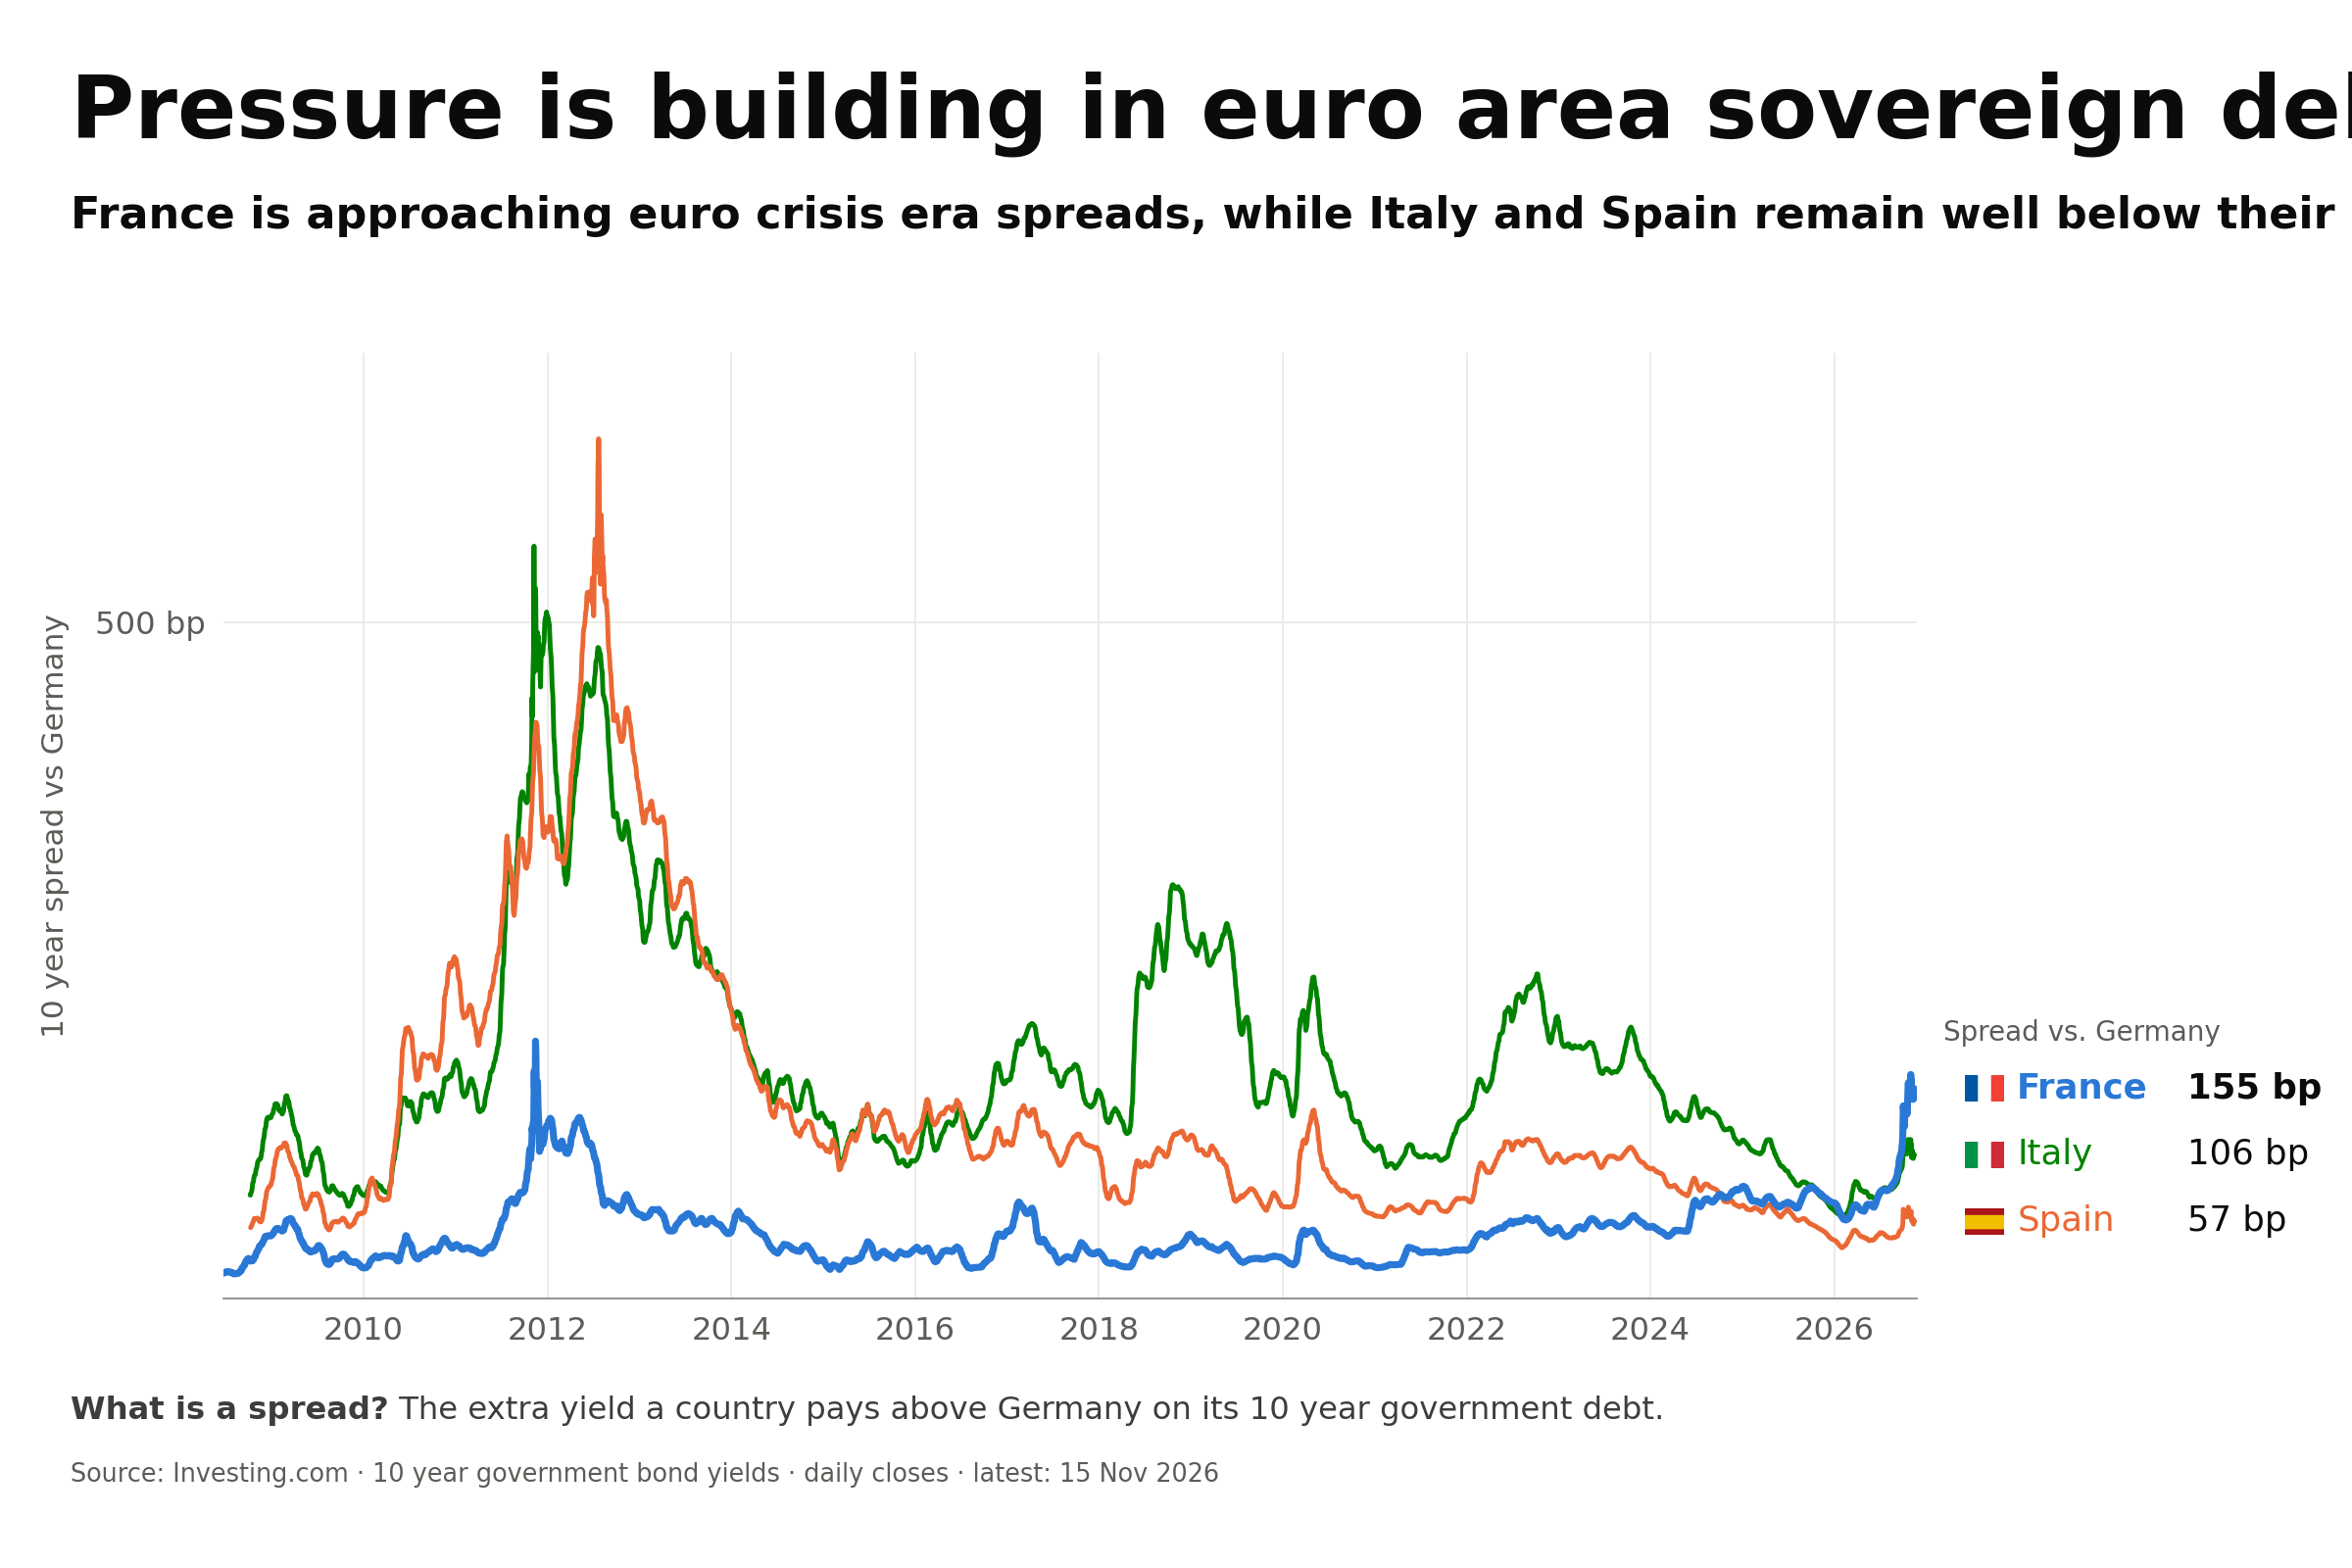 Pressure is building in euro area sovereign
France is approaching euro crisis era spreads, while Italy and Spain remain well below their
10 year spread vs Germany
500 bp
Spread vs. Germany
France 155 bp
Italy 106 bp
Spain 57 bp
2010 2012 2014 2016 2018 2020 2022 2024 2026
What is a spread? The extra yield a country pays above Germany on its 10 year government debt.
Source: Investing.com · 10 year government bond yields · daily closes · latest: 15 Nov 2026